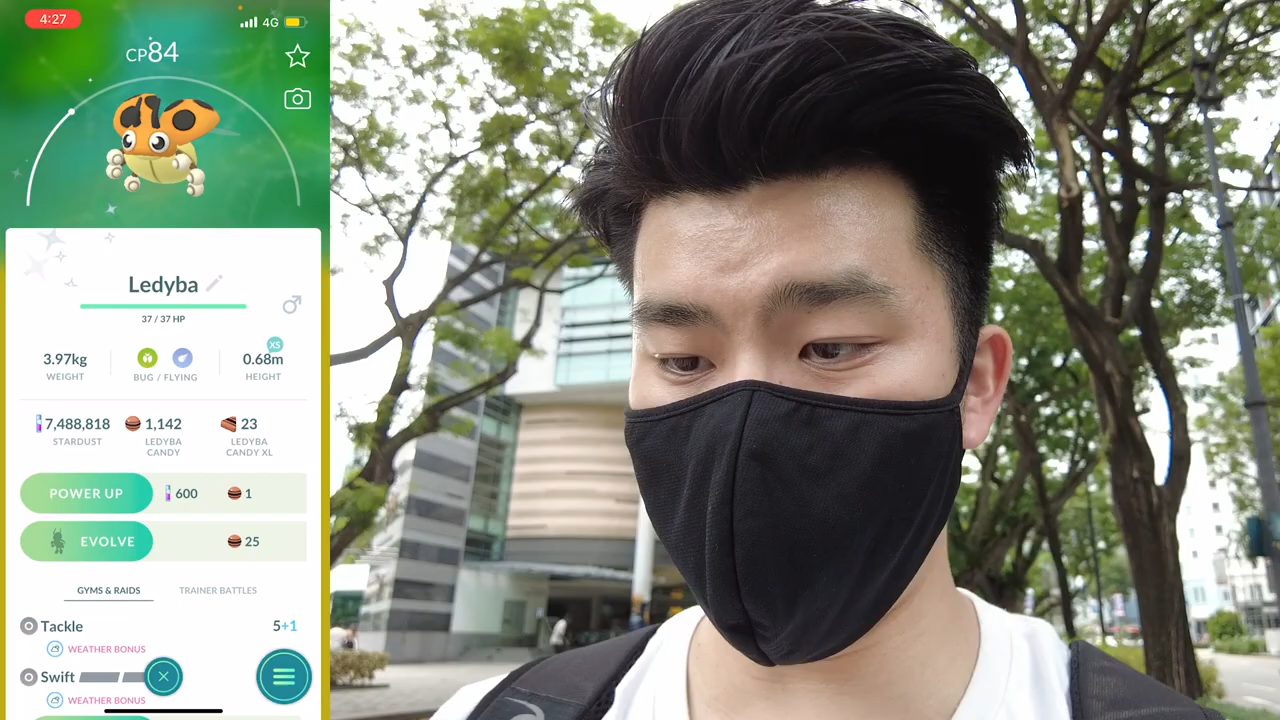 4:27
4G
CP84
Ledyba
37 / 37 HP
XS
3.97kg
BUG / FLYING
0.68m
WEIGHT
HEIGHT
7,488,818
1,142
23
STARDUST
LEDYBA CANDY
LEDYBA CANDY XL
POWER UP
600
1
EVOLVE
25
GYMS & RAIDS
TRAINER BATTLES
Tackle
5+1
WEATHER BONUS
Swift
WEATHER BONUS